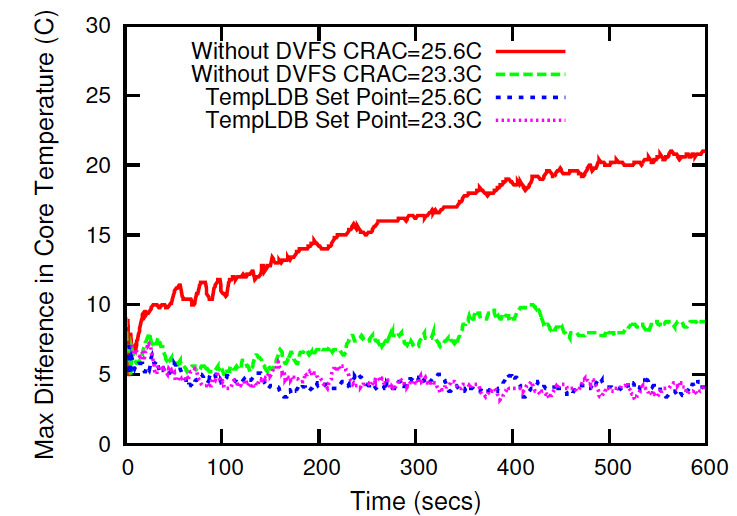 Max Difference in Core Temperature (C)
30
25
20
15
10
5
0
Without DVFS CRAC=25.6C
Without DVFS CRAC=23.3C
TempLDB Set Point=25.6C
TempLDB Set Point=23.3C
0 100 200 300 400 500 600
Time (secs)